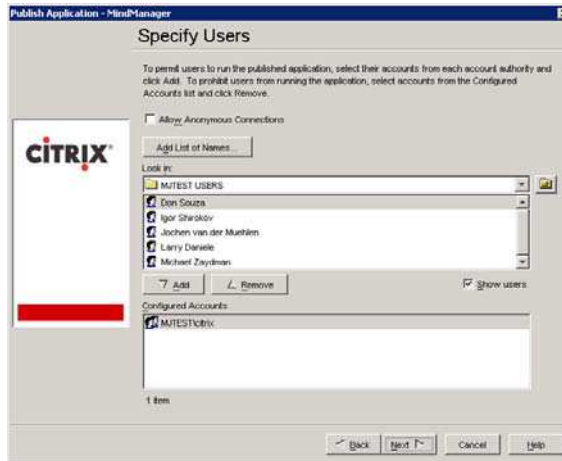 Publish Application - MindManager
Specify Users
To permit users to run the published application, select their accounts from each account authority and
click Add. To prohibit users from running the application, select accounts from the Configured
Accounts list and click Remove.
Allow Anonymous Connections
CITRIX
Add List of Names...
Look in:
MJTEST USERS
Don Souza
Igor Shirokov
Jochen van der Muehlen
Larry Daniele
Michael Zaydman
Add
Remove
Show users
Configured Accounts
MJTEST\citrix
1 item
Back
Next
Cancel
Help